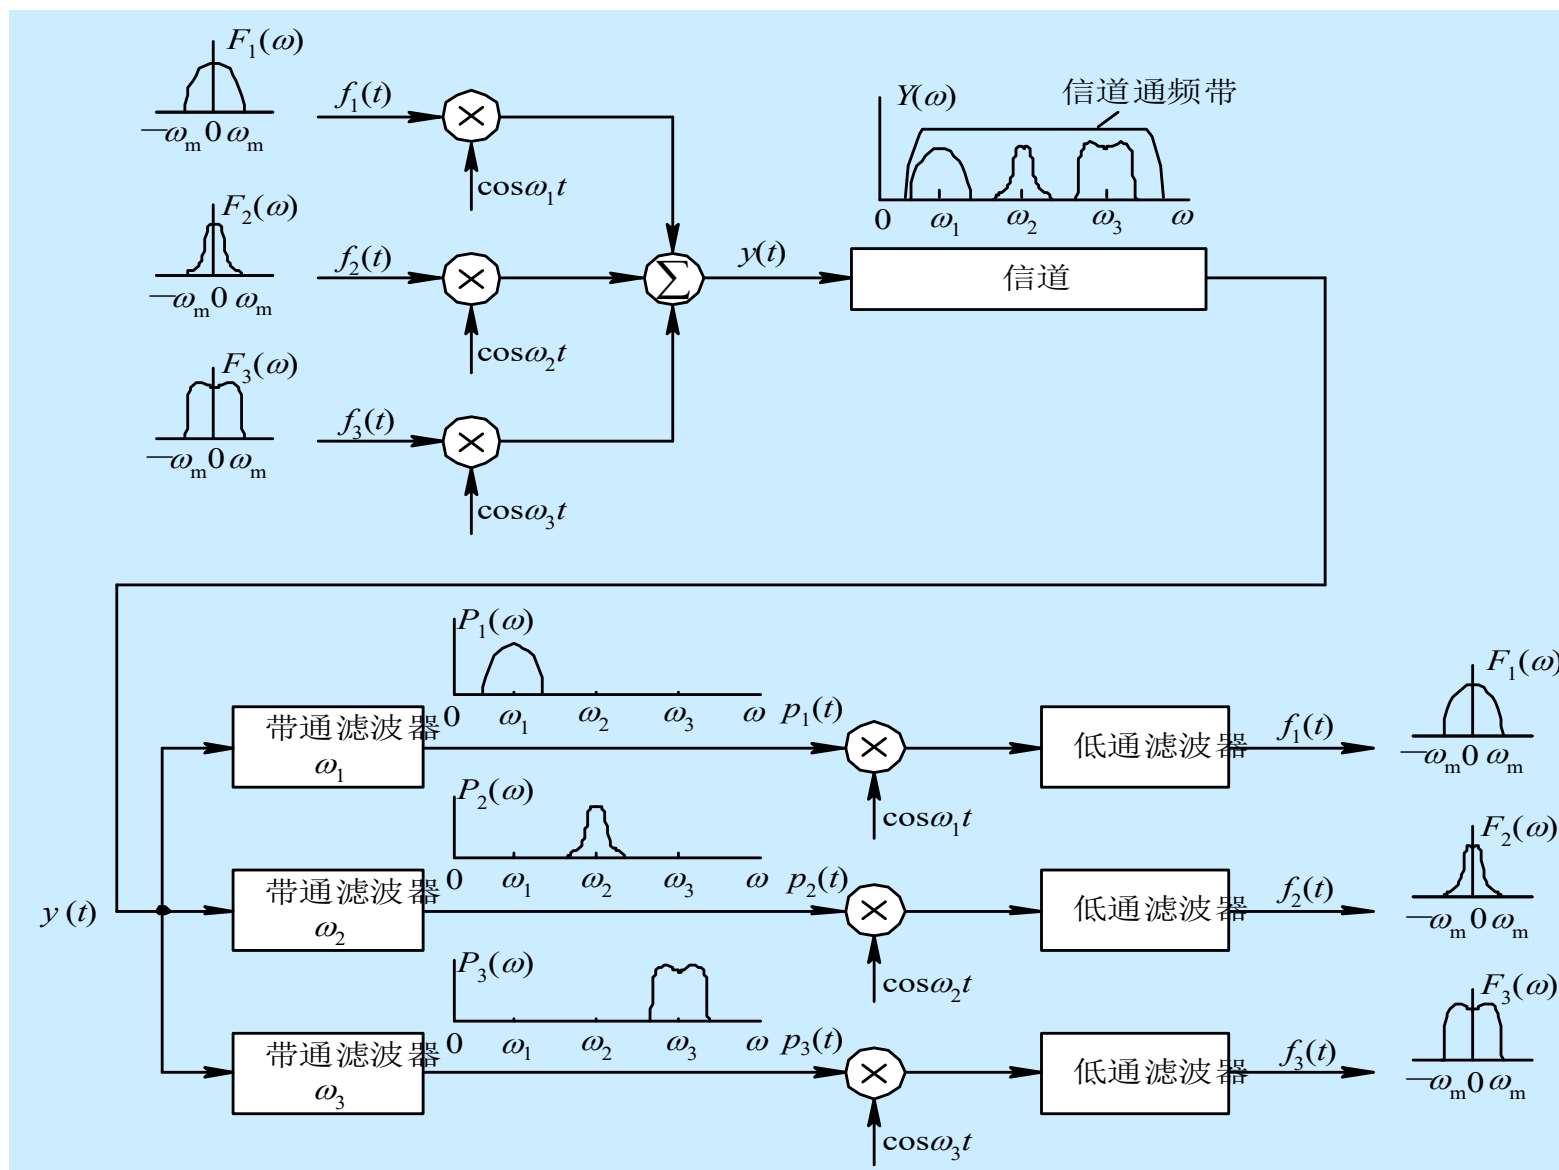 F₁(ω)
−ωₘ 0 ωₘ
f₁(t)
×
cosω₁t
Y(ω)
信道通频带
0 ω₁ ω₂ ω₃ ω
F₂(ω)
−ωₘ 0 ωₘ
f₂(t)
×
cosω₂t
Σ
y(t)
信道
F₃(ω)
−ωₘ 0 ωₘ
f₃(t)
×
cosω₃t
P₁(ω)
0 ω₁ ω₂ ω₃ ω
带通滤波器
ω₁
p₁(t)
×
cosω₁t
低通滤波器
f₁(t)
F₁(ω)
−ωₘ 0 ωₘ
P₂(ω)
0 ω₁ ω₂ ω₃ ω
y(t)
带通滤波器
ω₂
p₂(t)
×
cosω₂t
低通滤波器
f₂(t)
F₂(ω)
−ωₘ 0 ωₘ
P₃(ω)
0 ω₁ ω₂ ω₃ ω
带通滤波器
ω₃
p₃(t)
×
cosω₃t
低通滤波器
f₃(t)
F₃(ω)
−ωₘ 0 ωₘ